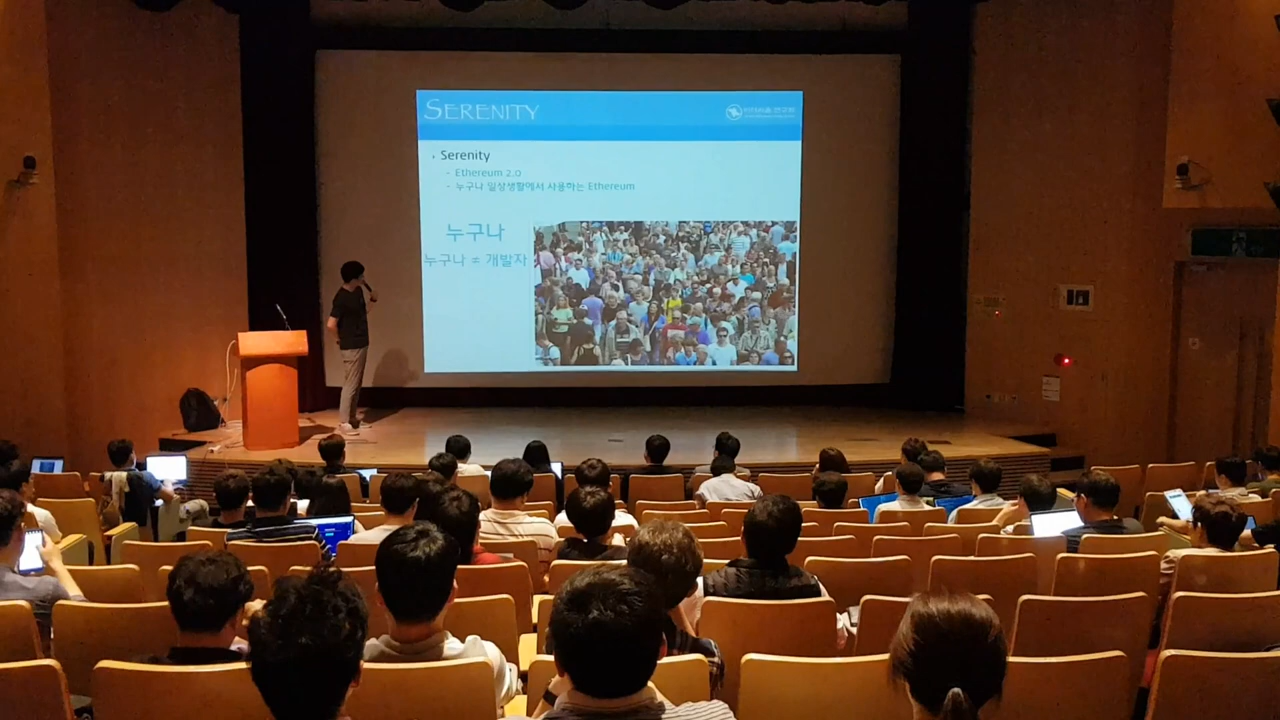 SERENITY
Serenity
- Ethereum 2.0
- 누구나 일상생활에서 사용하는 Ethereum
누구나
누구나 = 개발자